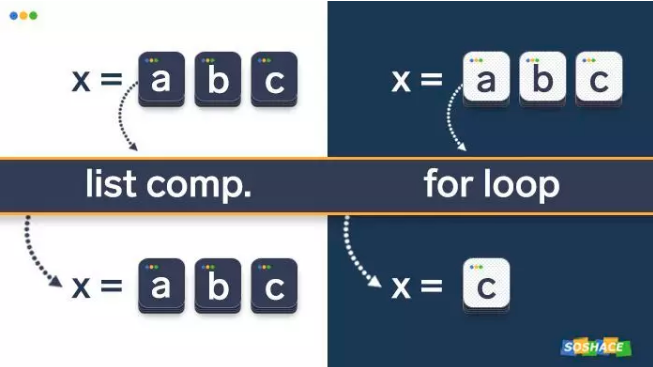 x = a b c
x = a b c
list comp.
for loop
x = a b c
x = c
SOSHACE